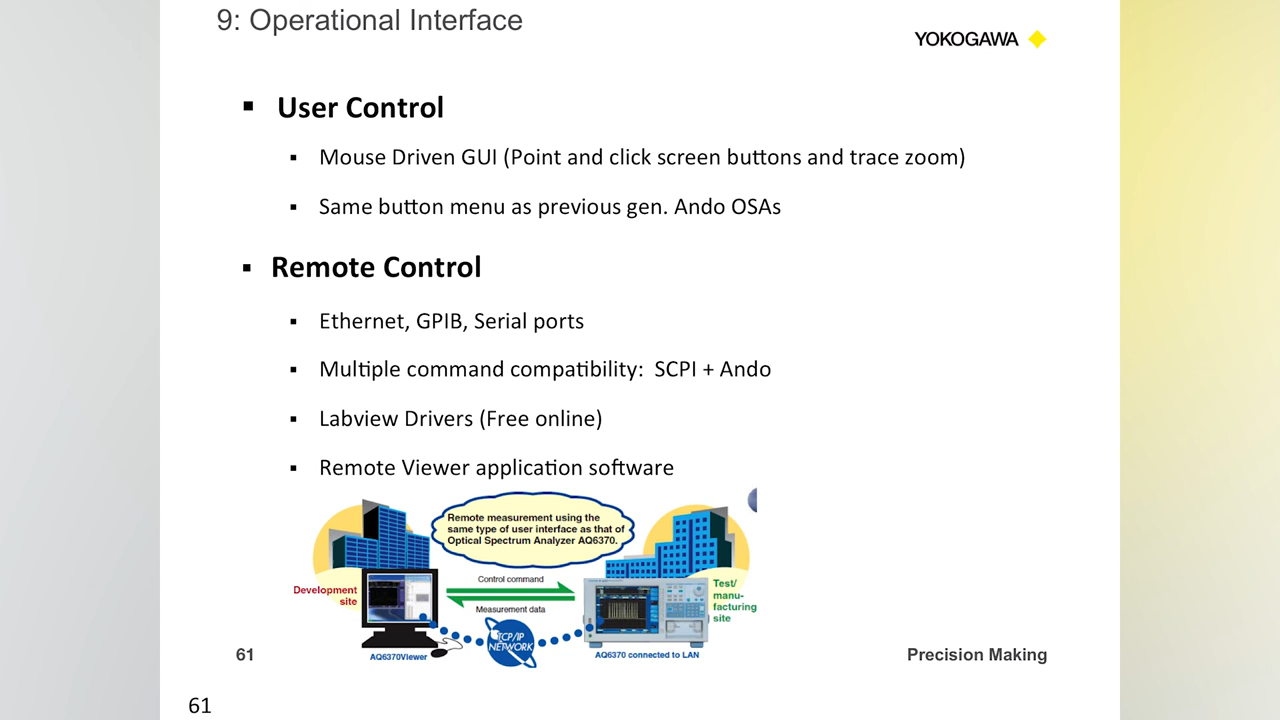 9: Operational Interface
YOKOGAWA
User Control
Mouse Driven GUI (Point and click screen buttons and trace zoom)
Same button menu as previous gen. Ando OSAs
Remote Control
Ethernet, GPIB, Serial ports
Multiple command compatibility:  SCPI + Ando
Labview Drivers (Free online)
Remote Viewer application software
Remote measurement using the
same type of user interface as that of
Optical Spectrum Analyzer AQ6370.
Development
site
Control command
Measurement data
Test/
manu-
facturing
site
TCP/IP
NETWORK
AQ6370Viewer
AQ6370 connected to LAN
61
Precision Making
61